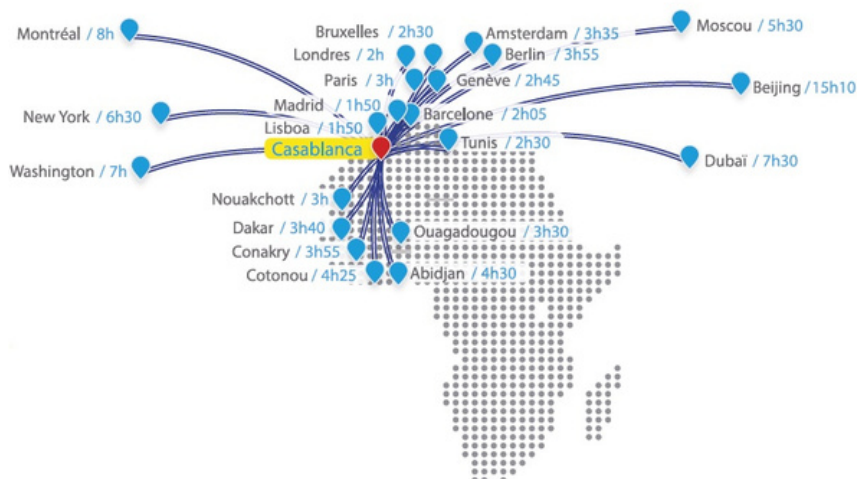 Montréal / 8h
Bruxelles / 2h30
Londres / 2h
Amsterdam / 3h35
Berlin / 3h55
Moscou / 5h30
Paris / 3h
Genève / 2h45
Beijing / 15h10
New York / 6h30
Madrid / 1h50
Barcelone / 2h05
Lisboa / 1h50
Casablanca
Tunis / 2h30
Dubaï / 7h30
Washington / 7h
Nouakchott / 3h
Dakar / 3h40
Ouagadougou / 3h30
Conakry / 3h55
Cotonou / 4h25
Abidjan / 4h30